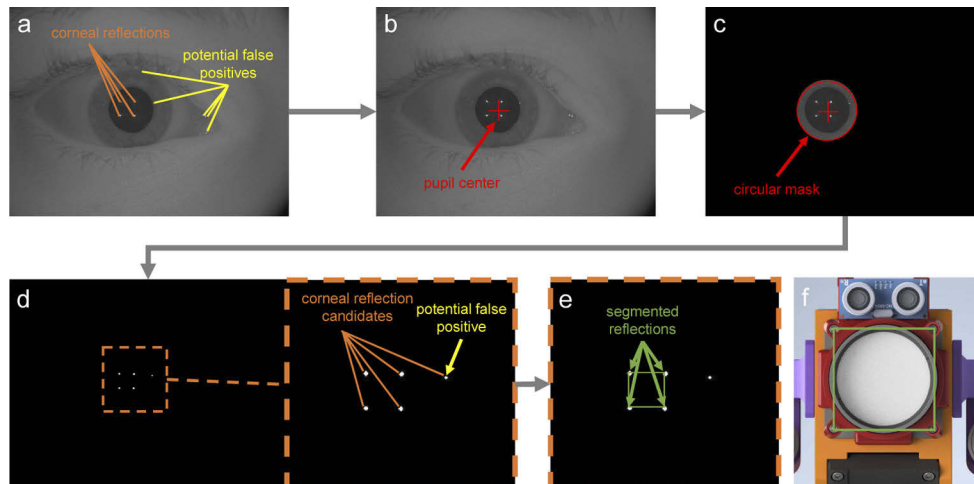 a
corneal reflections
potential false
positives
b
pupil center
c
circular mask
d
corneal reflection
candidates
potential false
positive
e
segmented
reflections
f